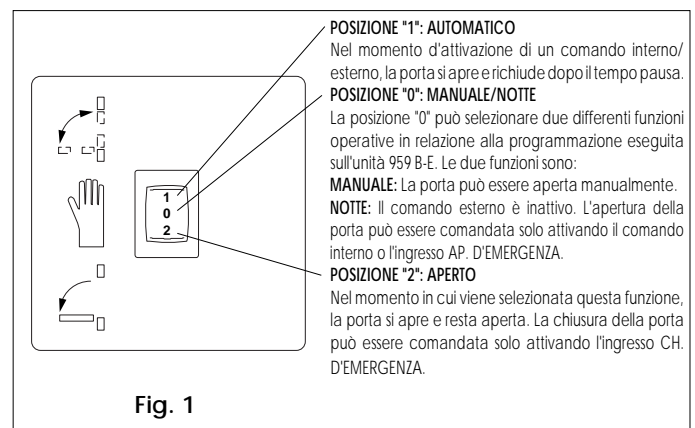 POSIZIONE "1": AUTOMATICO
Nel momento d'attivazione di un comando interno/
esterno, la porta si apre e richiude dopo il tempo pausa.
POSIZIONE "0": MANUALE/NOTTE
La posizione "0" può selezionare due differenti funzioni
operative in relazione alla programmazione eseguita
sull'unità 959 B-E. Le due funzioni sono:
MANUALE: La porta può essere aperta manualmente.
NOTTE: Il comando esterno è inattivo. L'apertura della
porta può essere comandata solo attivando il comando
interno o l'ingresso AP. D'EMERGENZA.
POSIZIONE "2": APERTO
Nel momento in cui viene selezionata questa funzione,
la porta si apre e resta aperta. La chiusura della porta
può essere comandata solo attivando l'ingresso CH.
D'EMERGENZA.
1
0
2
Fig. 1